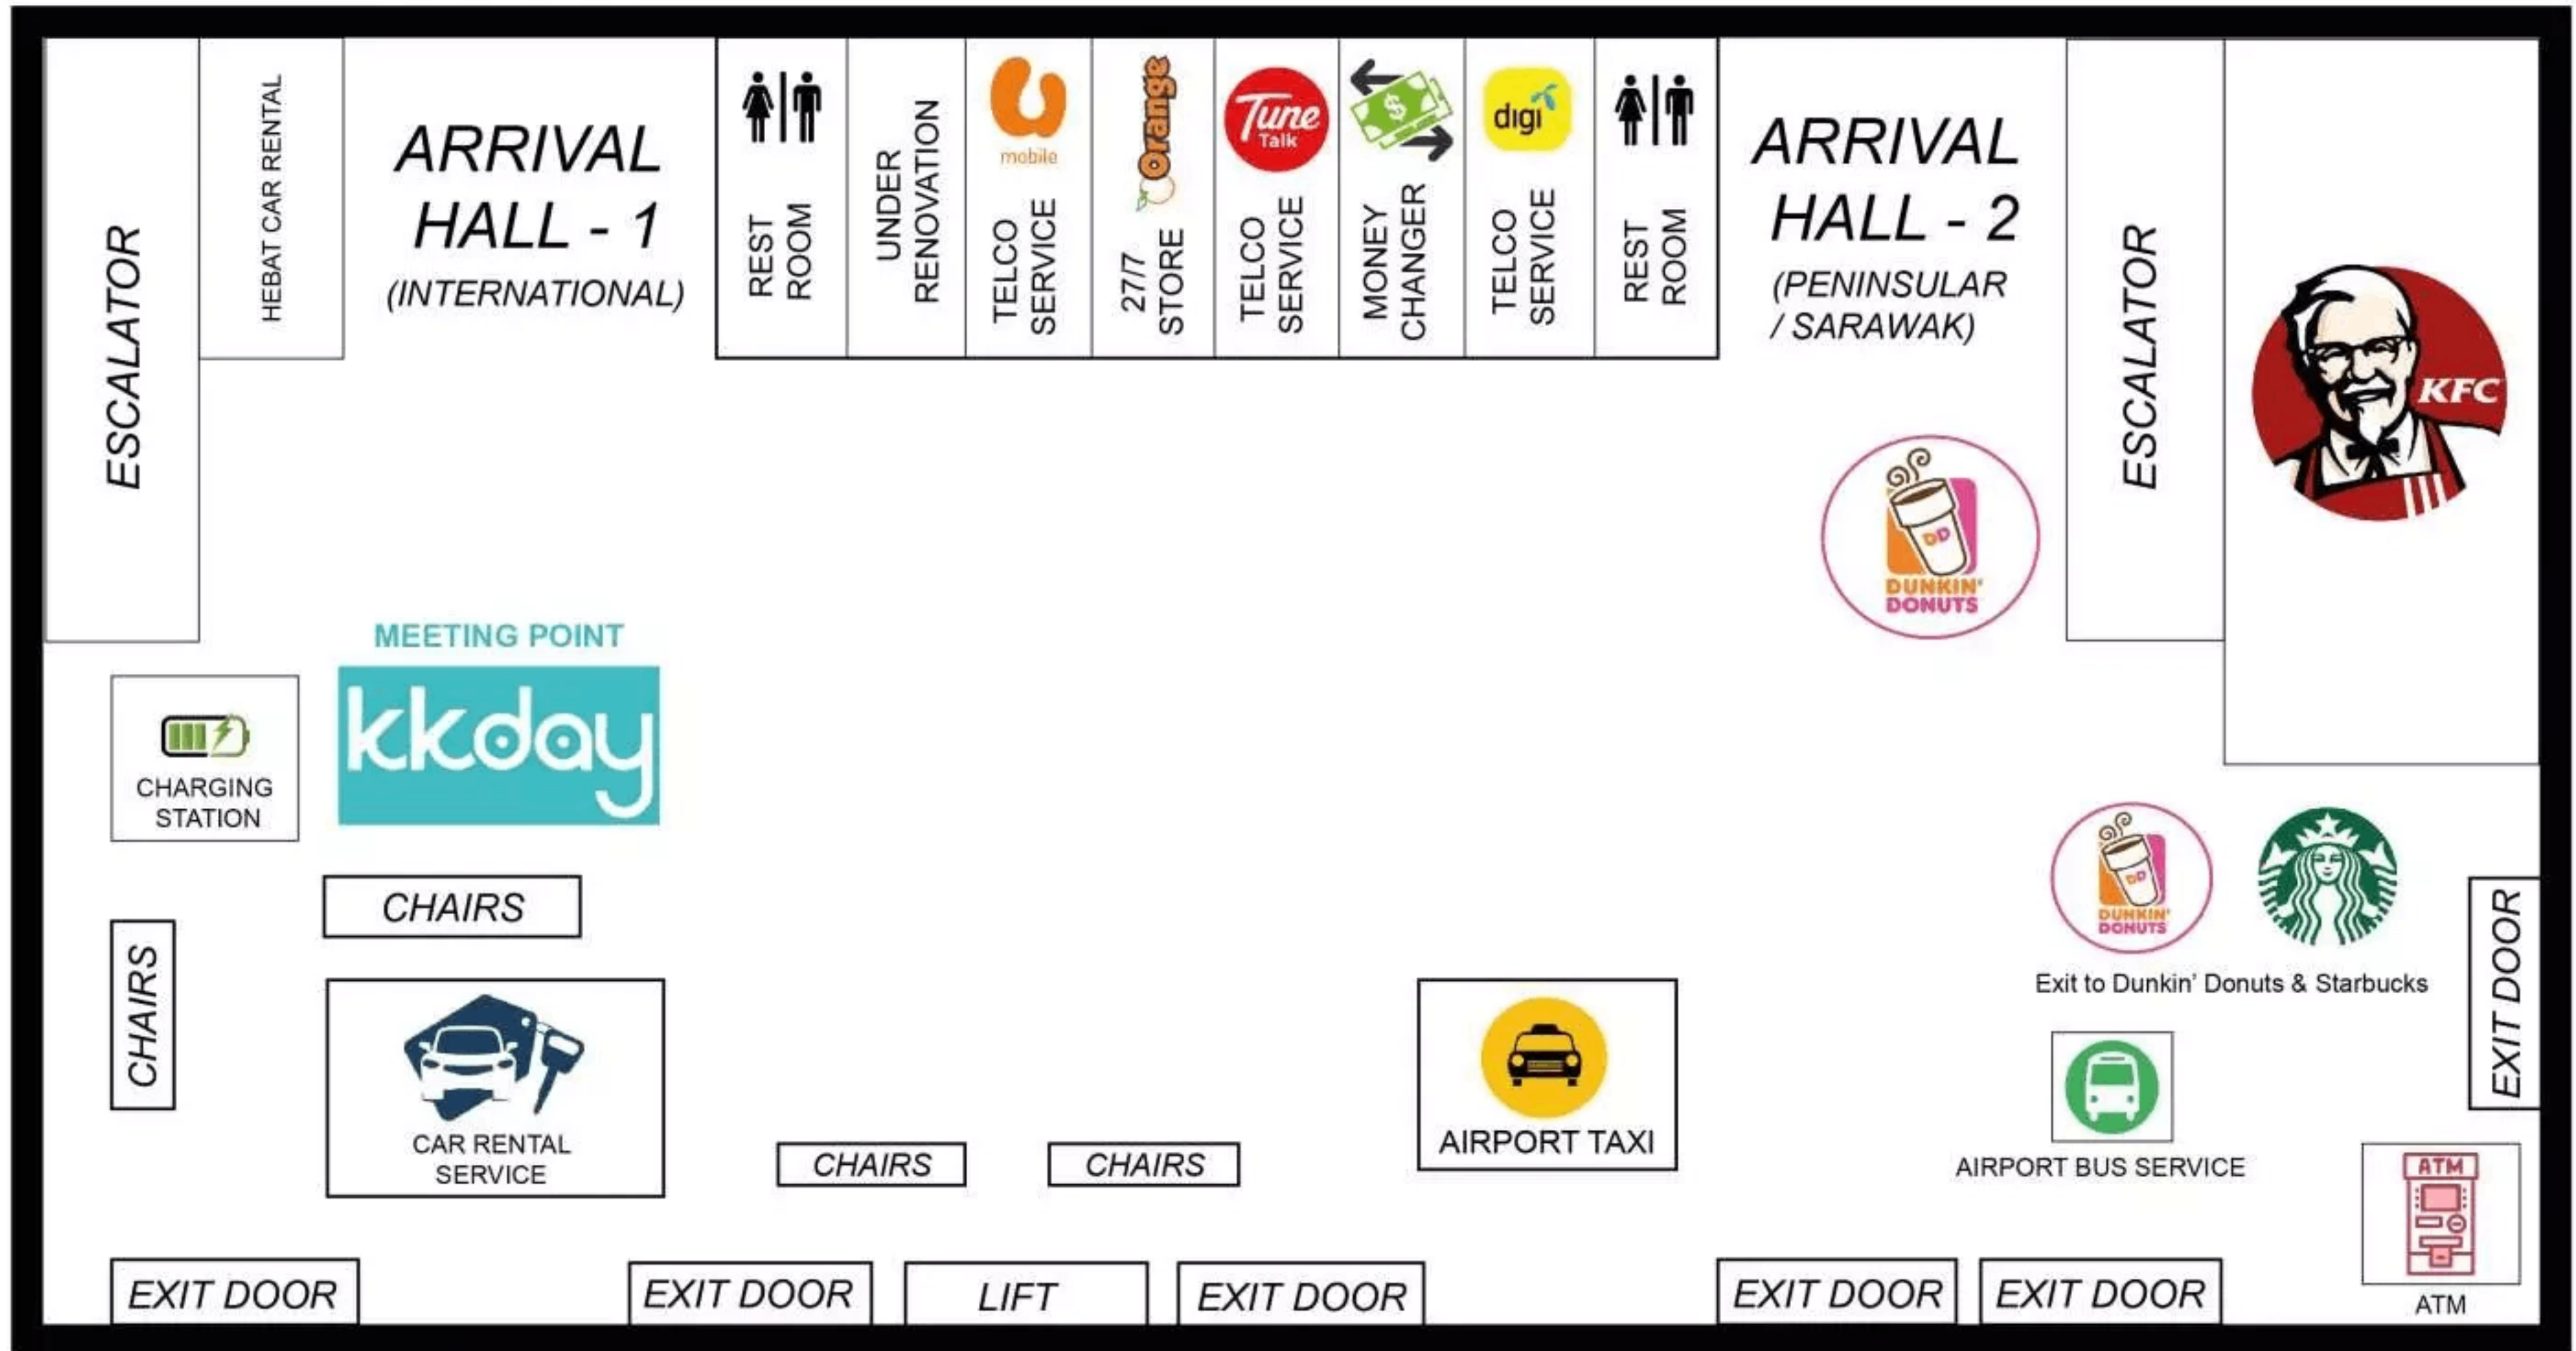 ESCALATOR
HEBAT CAR RENTAL
ARRIVAL
HALL - 1
(INTERNATIONAL)
REST
ROOM
UNDER
RENOVATION
mobile
TELCO
SERVICE
Orange
27/7
STORE
Tune
Talk
TELCO
SERVICE
$
MONEY
CHANGER
digi
TELCO
SERVICE
REST
ROOM
ARRIVAL
HALL - 2
(PENINSULAR
/ SARAWAK)
ESCALATOR
KFC
DD
DUNKIN'
DONUTS
MEETING POINT
kkday
CHARGING
STATION
CHAIRS
CHAIRS
CAR RENTAL
SERVICE
CHAIRS
CHAIRS
AIRPORT TAXI
DD
DUNKIN'
DONUTS
Exit to Dunkin' Donuts & Starbucks
EXIT DOOR
AIRPORT BUS SERVICE
ATM
ATM
EXIT DOOR
EXIT DOOR
LIFT
EXIT DOOR
EXIT DOOR
EXIT DOOR